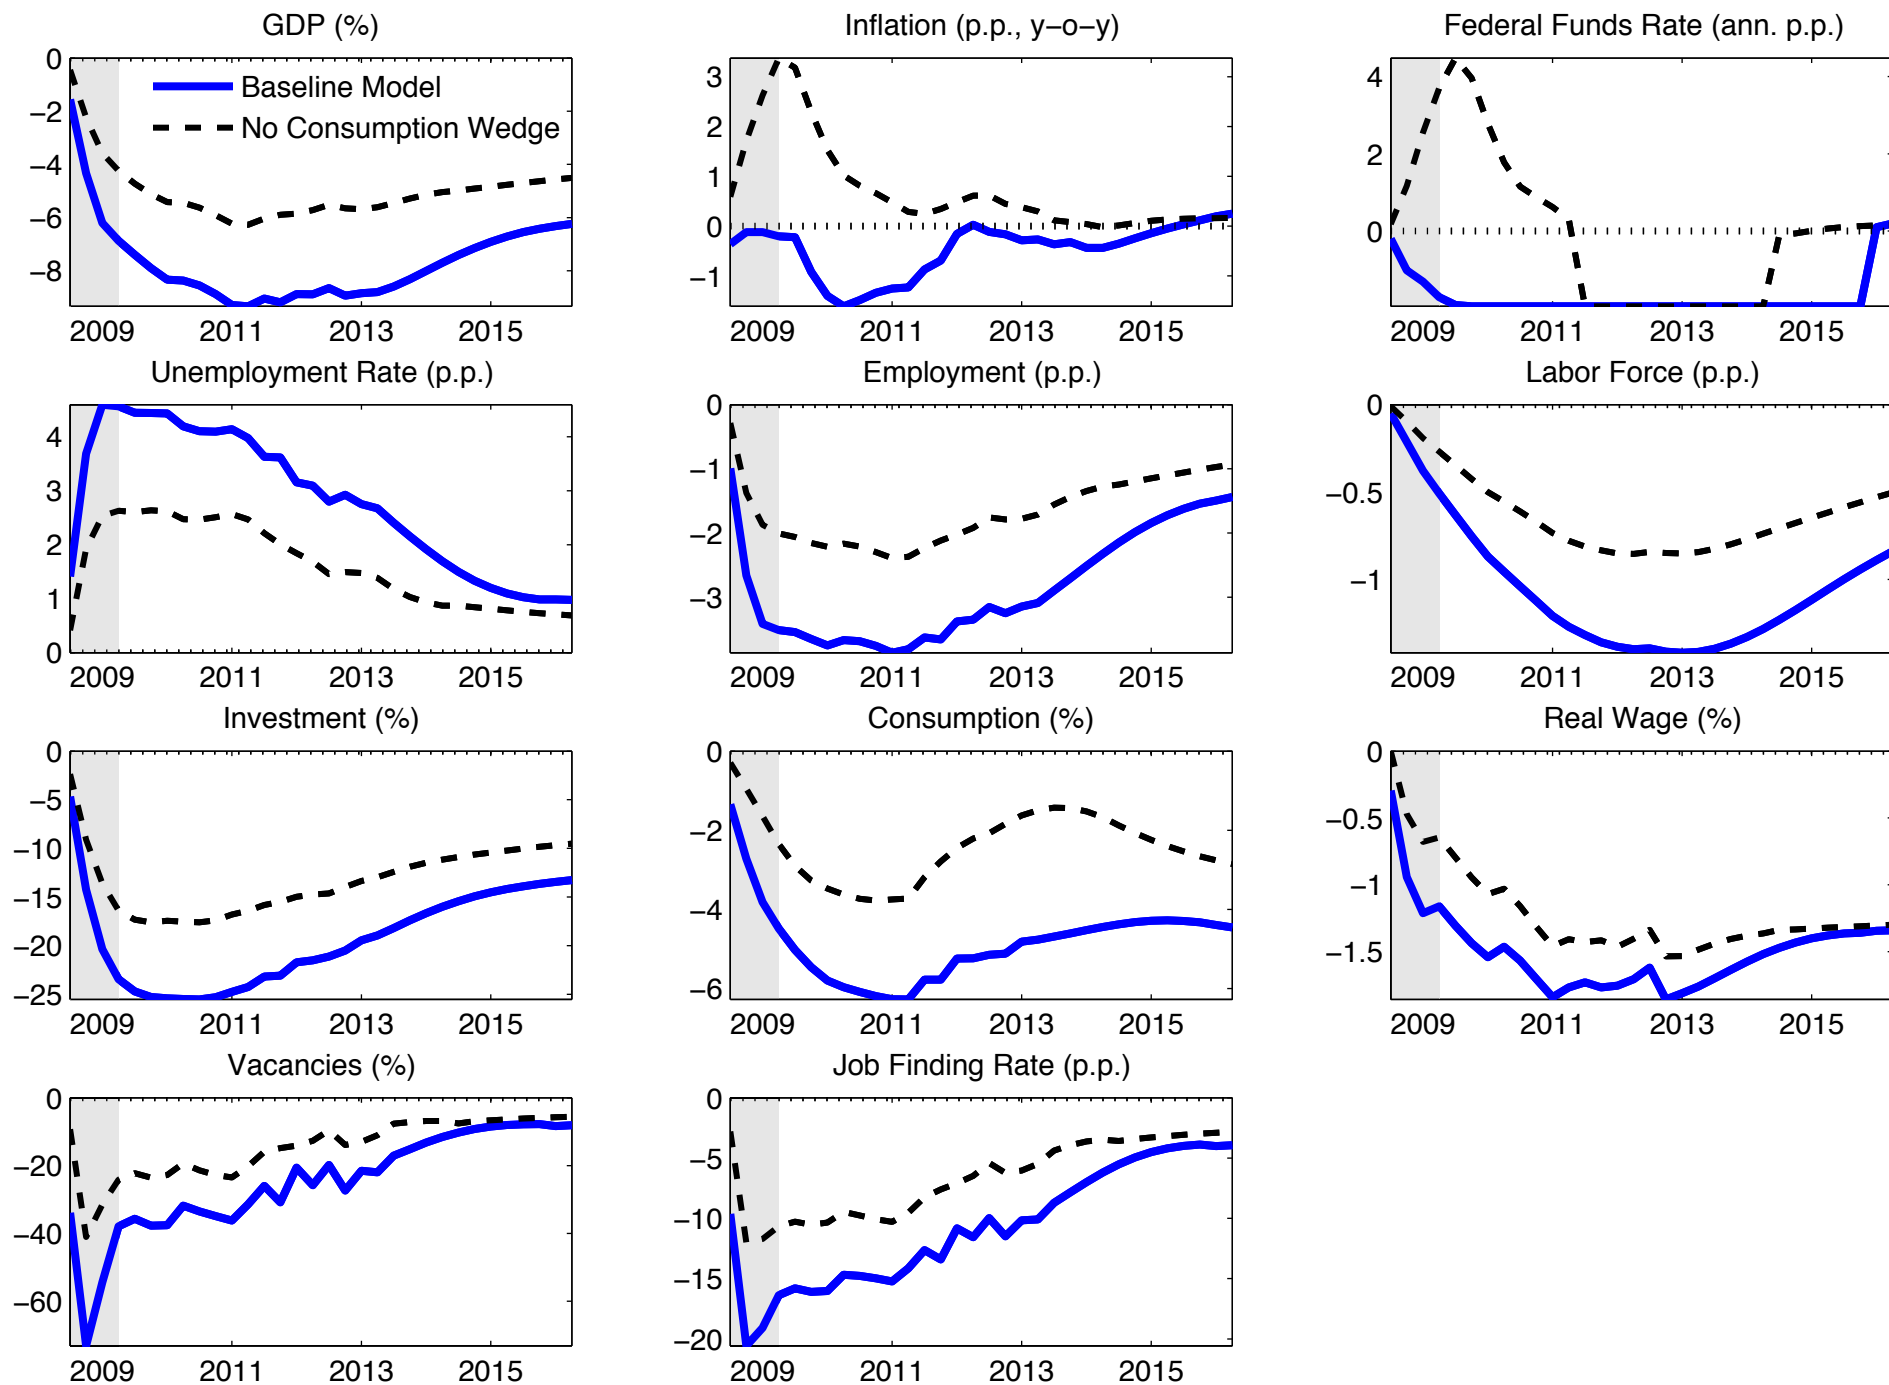 GDP (%)
0
−2
−4
−6
−8
Baseline Model
No Consumption Wedge
2009 2011 2013 2015
Inflation (p.p., y−o−y)
3
2
1
0
−1
2009 2011 2013 2015
Federal Funds Rate (ann. p.p.)
4
2
0
2009 2011 2013 2015
Unemployment Rate (p.p.)
4
3
2
1
0
2009 2011 2013 2015
Employment (p.p.)
0
−1
−2
−3
2009 2011 2013 2015
Labor Force (p.p.)
0
−0.5
−1
2009 2011 2013 2015
Investment (%)
0
−5
−10
−15
−20
−25
2009 2011 2013 2015
Consumption (%)
0
−2
−4
−6
2009 2011 2013 2015
Real Wage (%)
0
−0.5
−1
−1.5
2009 2011 2013 2015
Vacancies (%)
0
−20
−40
−60
2009 2011 2013 2015
Job Finding Rate (p.p.)
0
−5
−10
−15
−20
2009 2011 2013 2015